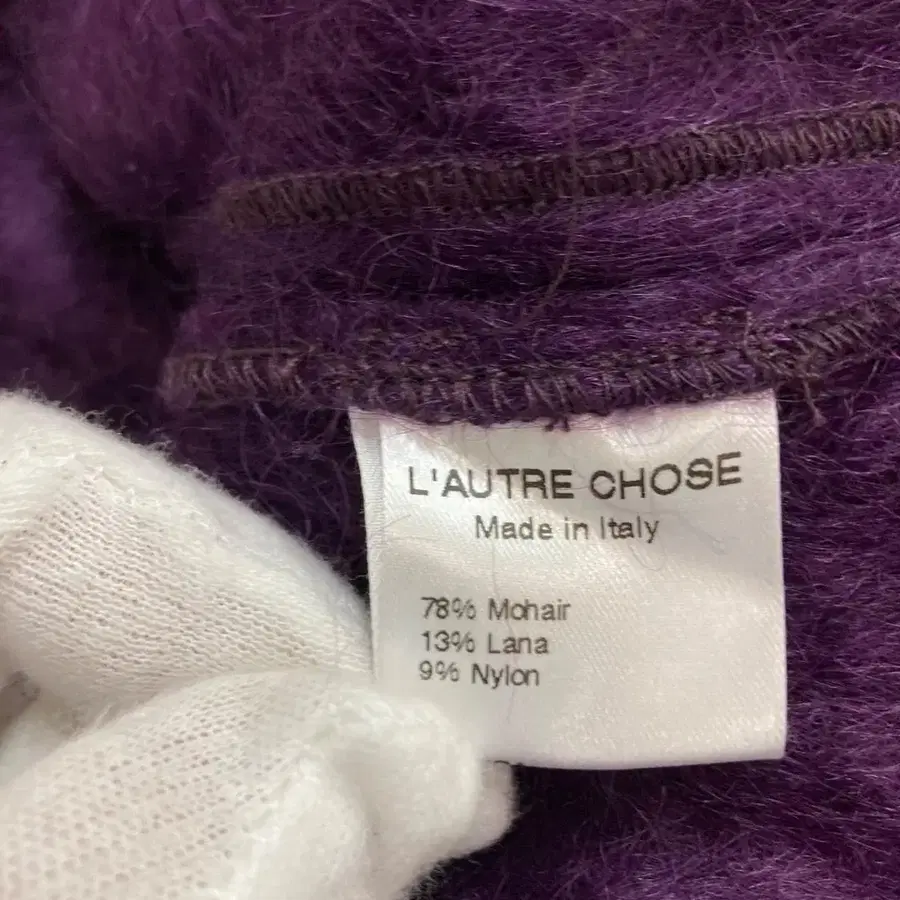 L'AUTRE CHOSE
Made in Italy
78% Mohair
13% Lana
9% Nylon